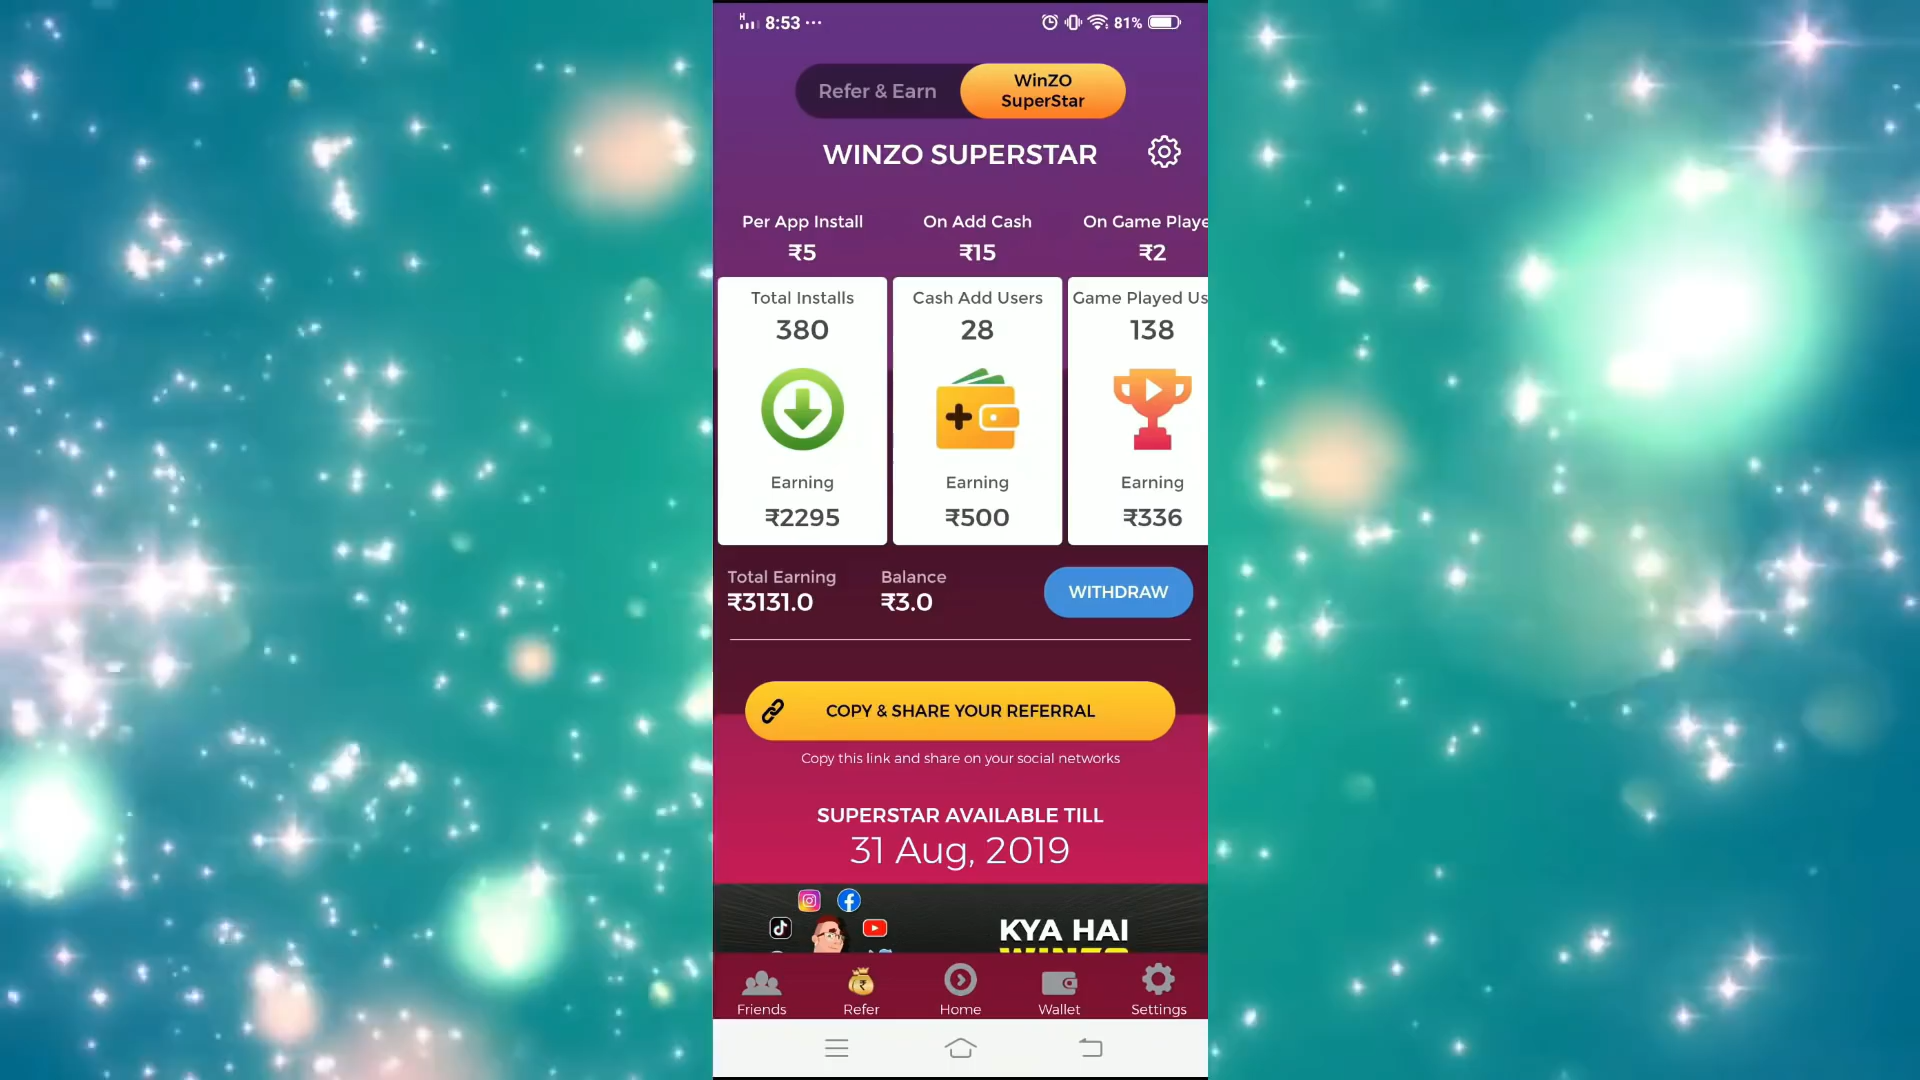 H 8:53 ... 81%
Refer & Earn
WinZO
SuperStar
WINZO SUPERSTAR
Per App Install On Add Cash On Game Playe
₹5 ₹15 ₹2
Total Installs Cash Add Users Game Played Us
380 28 138
Earning Earning Earning
₹2295 ₹500 ₹336
Total Earning Balance
₹3131.0 ₹3.0 WITHDRAW
COPY & SHARE YOUR REFERRAL
Copy this link and share on your social networks
SUPERSTAR AVAILABLE TILL
31 Aug, 2019
KYA HAI
Friends Refer Home Wallet Settings